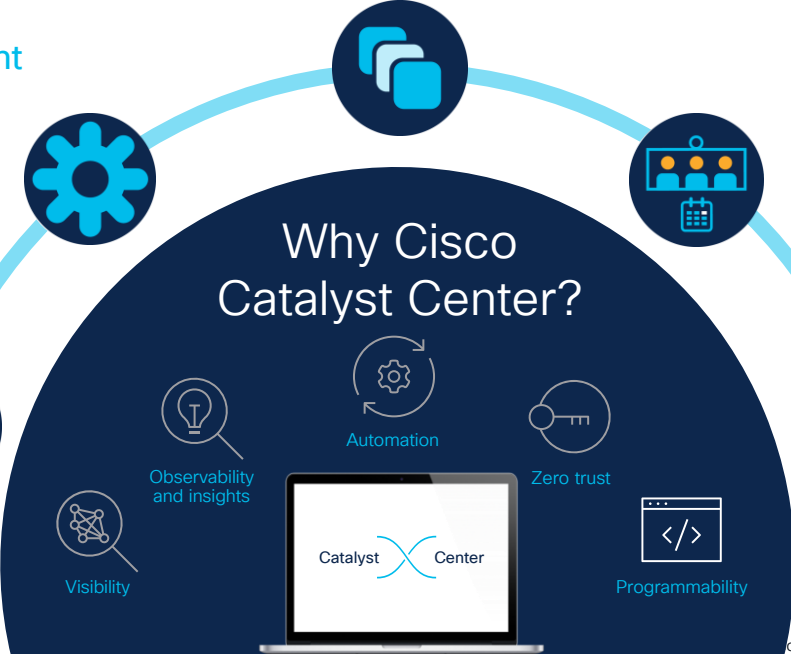 nt
Why Cisco
Catalyst Center?
Automation
Observability
and insights
Zero trust
Catalyst Center
Visibility
Programmability